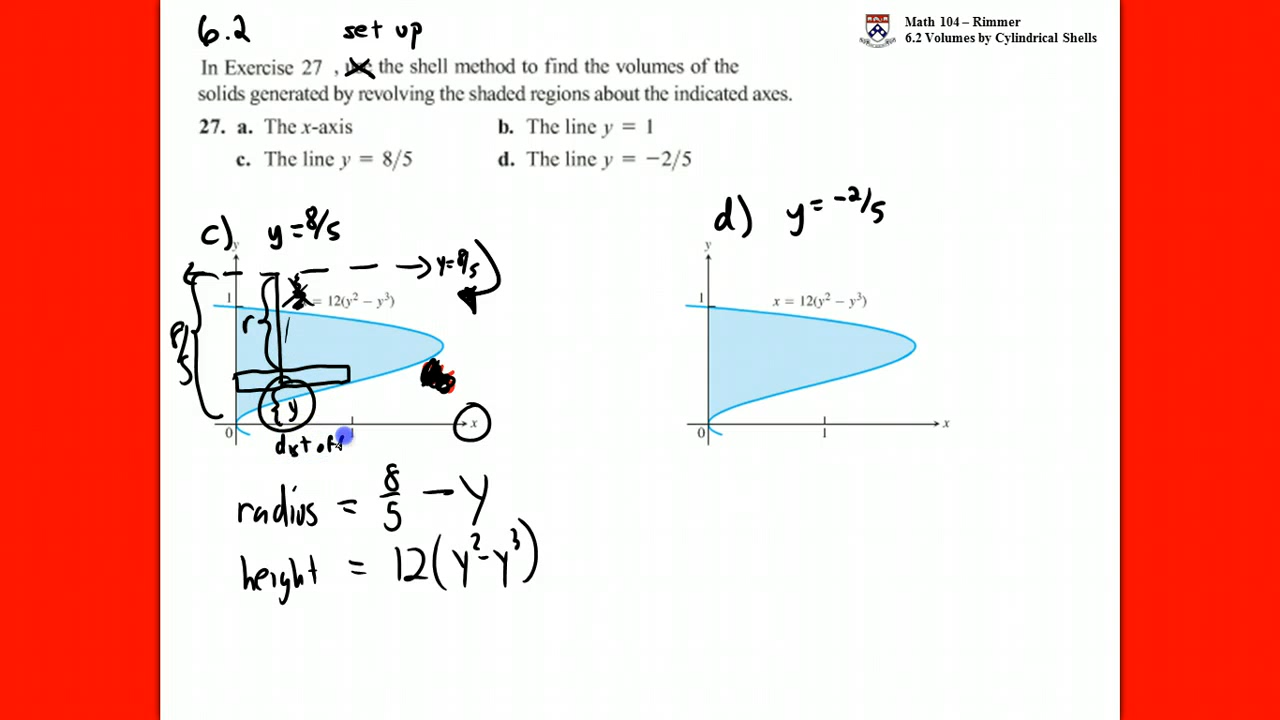 6.2 set up
Math 104 – Rimmer
6.2 Volumes by Cylindrical Shells
In Exercise 27 , the shell method to find the volumes of the
solids generated by revolving the shaded regions about the indicated axes.
27. a. The x-axis b. The line y = 1
c. The line y = 8/5 d. The line y = −2/5
c) y = 8/5
d) y = -2/5
y
y = 8/5
1
= 12(y² − y³)
r
8/5
y
0
x
dist of
y
1
x = 12(y² − y³)
0
1
x
radius = 8/5 − y
height = 12(y² - y³)